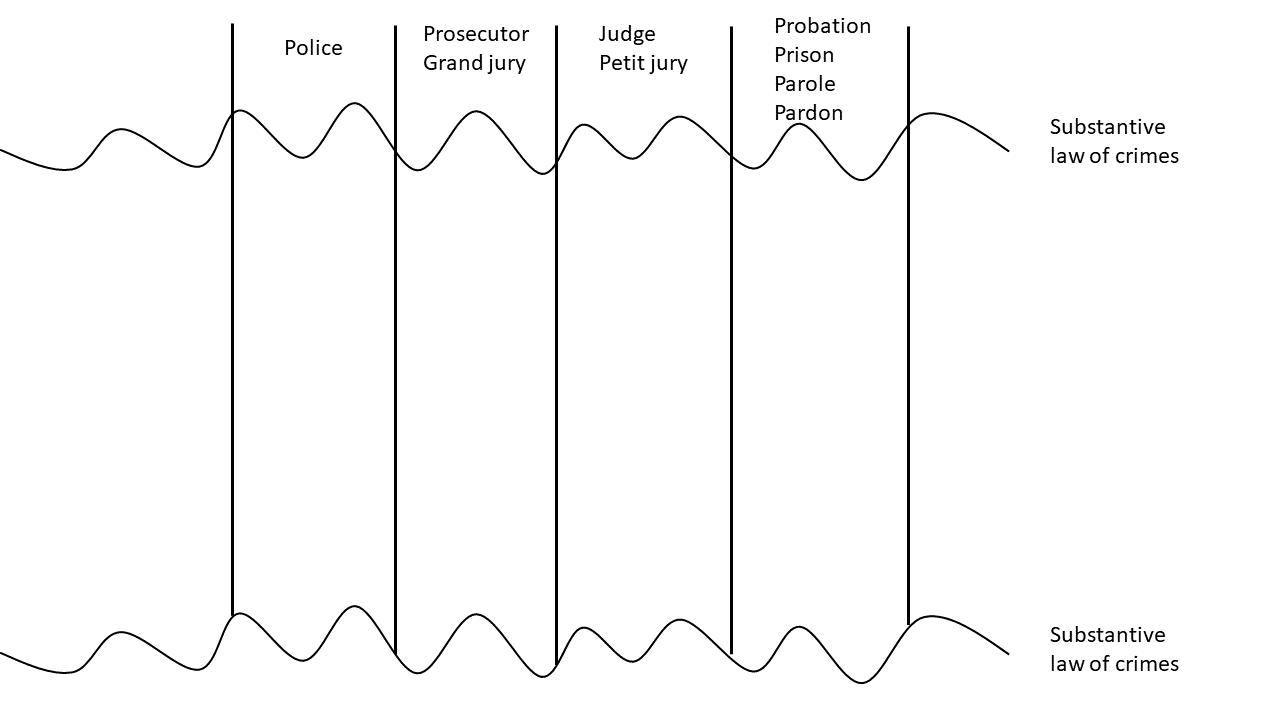 Police
Prosecutor
Grand jury
Judge
Petit jury
Probation
Prison
Parole
Pardon
Substantive
law of crimes
Substantive
law of crimes